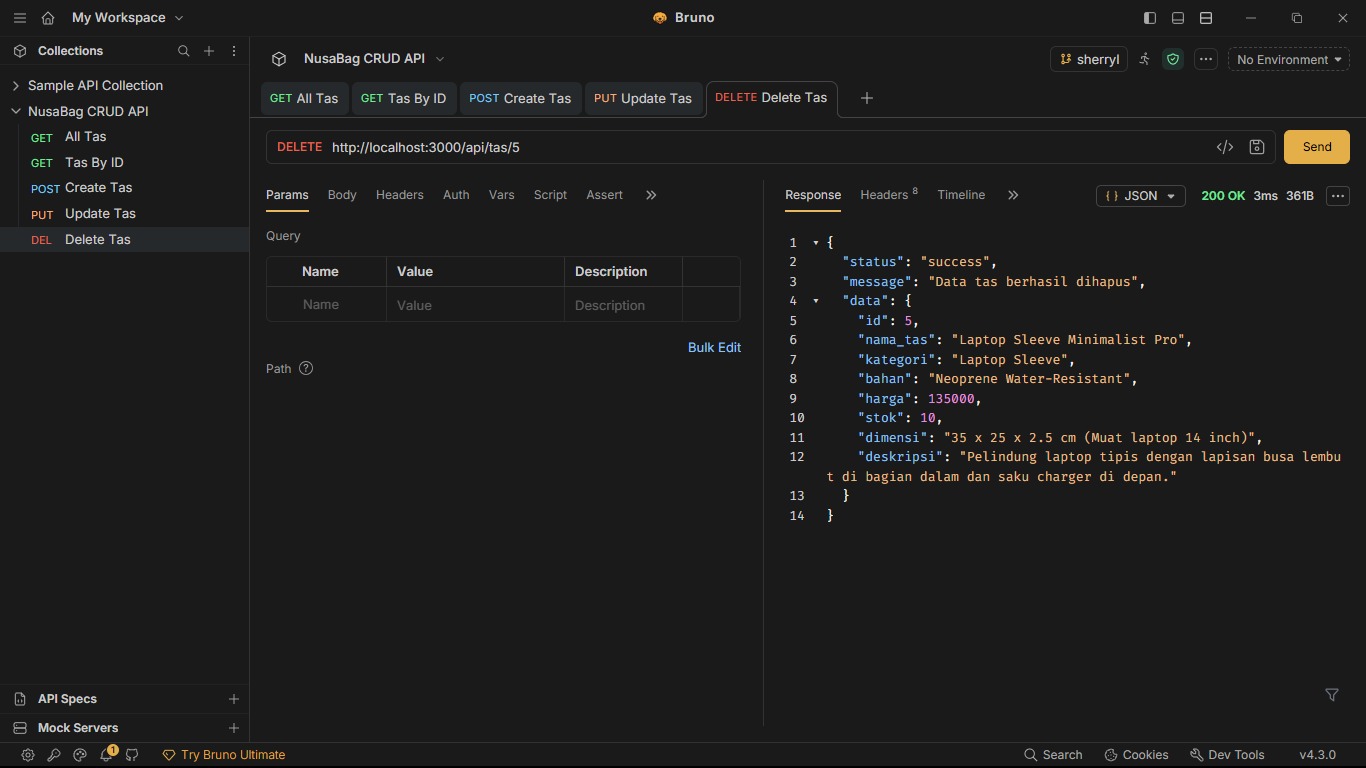 My Workspace
Bruno
Collections
Sample API Collection
NusaBag CRUD API
GET All Tas
GET Tas By ID
POST Create Tas
PUT Update Tas
DEL Delete Tas
API Specs
Mock Servers
NusaBag CRUD API
sherryl
No Environment
GET All Tas
GET Tas By ID
POST Create Tas
PUT Update Tas
DELETE Delete Tas
DELETE http://localhost:3000/api/tas/5
Send
Params Body Headers Auth Vars Script Assert
Query
Name Value Description
Name Value Description
Bulk Edit
Path ?
Response Headers 8 Timeline
{ } JSON 200 OK 3ms 361B
1 {
2 "status": "success",
3 "message": "Data tas berhasil dihapus",
4 "data": {
5 "id": 5,
6 "nama_tas": "Laptop Sleeve Minimalist Pro",
7 "kategori": "Laptop Sleeve",
8 "bahan": "Neoprene Water-Resistant",
9 "harga": 135000,
10 "stok": 10,
11 "dimensi": "35 x 25 x 2.5 cm (Muat laptop 14 inch)",
12 "deskripsi": "Pelindung laptop tipis dengan lapisan busa lembu
t di bagian dalam dan saku charger di depan."
13 }
14 }
1
Try Bruno Ultimate
Search
Cookies
Dev Tools
v4.3.0